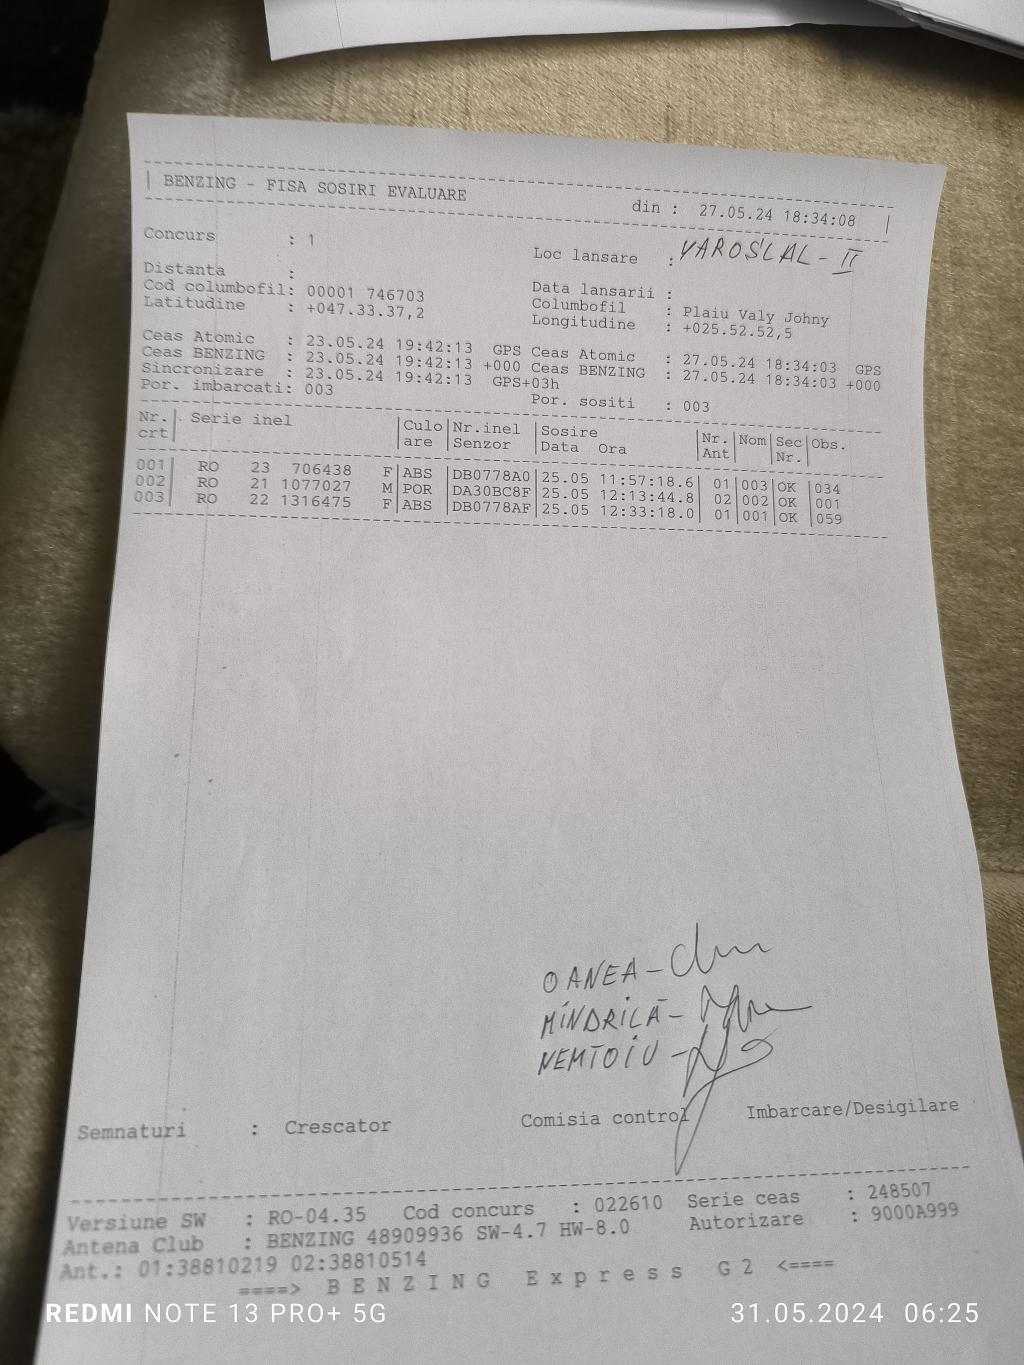 BENZING - FISA SOSIRI EVALUARE din : 27.05.24 18:34:08
Concurs : 1 Loc lansare : YAROSLAL - II
Distanta : Data lansarii :
Cod columbofil: 00001 746703 Columbofil : Plaiu Valy Johny
Latitudine : +047.33.37,2 Longitudine : +025.52.52,5
Ceas Atomic : 23.05.24 19:42:13 GPS Ceas Atomic : 27.05.24 18:34:03 GPS
Ceas BENZING : 23.05.24 19:42:13 +000 Ceas BENZING : 27.05.24 18:34:03 +000
Sincronizare : 23.05.24 19:42:13 GPS+03h
Por. imbarcati: 003 Por. sositi : 003
Nr. Serie inel Culo Nr.inel Sosire Nr. Nom Sec Obs.
crt are Senzor Data Ora Ant Nr.
001 RO 23 706438 F ABS DB0778A0 25.05 11:57:18.6 01 003 OK 034
002 RO 21 1077027 M POR DA30BC8F 25.05 12:13:44.8 02 002 OK 001
003 RO 22 1316475 F ABS DB0778AF 25.05 12:33:18.0 01 001 OK 059
OANEA -
MÎNDRILĂ -
NEMTOIU -
Semnaturi : Crescator Comisia control Imbarcare/Desigilare
Versiune SW : RO-04.35 Cod concurs : 022610 Serie ceas : 248507
Antena Club : BENZING 48909936 SW-4.7 HW-8.0 Autorizare : 9000A999
Ant.: 01:38810219 02:38810514
====> BENZING Express G2 <====
REDMI NOTE 13 PRO+ 5G 31.05.2024 06:25